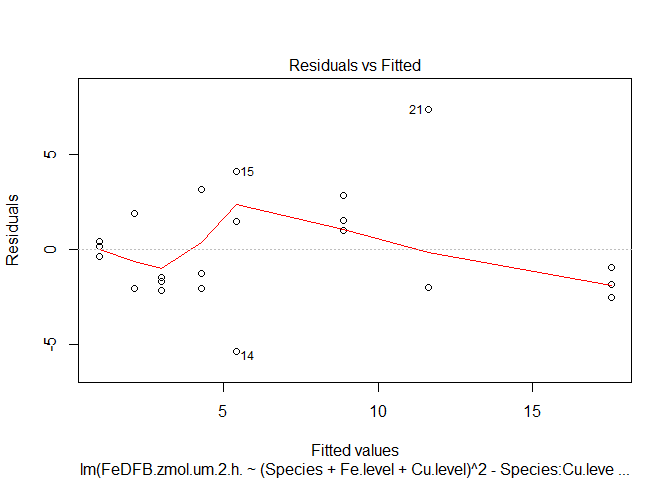 Residuals vs Fitted
Residuals
5
0
-5
21
15
14
5
10
15
Fitted values
lm(FeDFB.zmol.um.2.h. ~ (Species + Fe.level + Cu.level)^2 - Species:Cu.leve ...